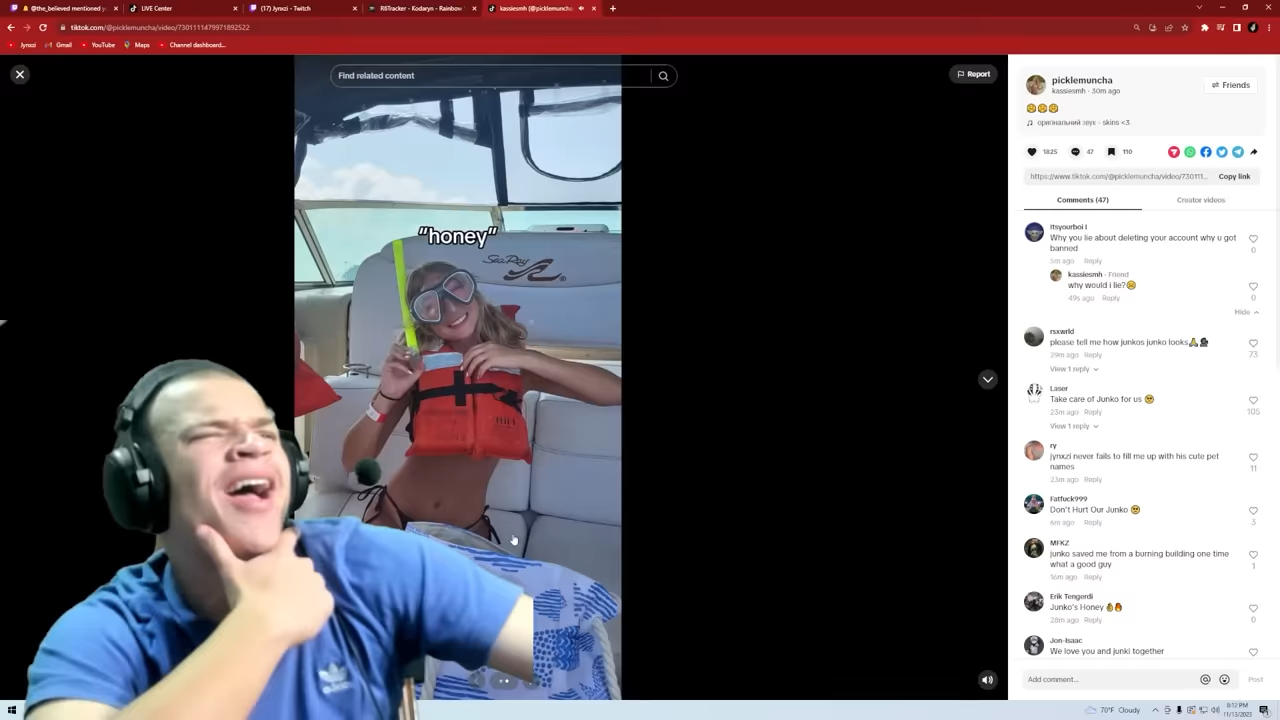 @the_believed mentioned y
LIVE Center
(17) Jynxzi - Twitch
R6Tracker - Kodaryn - Rainbow
kassiesmh (@picklemuncha
tiktok.com/@picklemuncha/video/7301111479971892522
Jynxzi
Gmail
YouTube
Maps
Channel dashboard...
Find related content
Report
"honey"
Sea Ray
picklemuncha
kassiesmh · 30m ago
Friends
☹️☹️☹️
оригінальний звук - skins <3
1825
47
110
https://www.tiktok.com/@picklemuncha/video/730111...
Copy link
Comments (47)
Creator videos
Itsyourboi I
Why you lie about deleting your account why u got
banned
0
5m ago Reply
kassiesmh · Friend
why would i lie?☹️
0
49s ago Reply
Hide
rsxwrld
please tell me how junkos junko looks
73
29m ago Reply
View 1 reply
Laser
Take care of Junko for us 🥺
105
23m ago Reply
View 1 reply
ry
jynxzi never fails to fill me up with his cute pet
names
11
23m ago Reply
Fatfuck999
Don't Hurt Our Junko 🥺
3
6m ago Reply
MFKZ
junko saved me from a burning building one time
what a good guy
1
16m ago Reply
Erik Tengerdi
Junko's Honey 🍯🔥
0
28m ago Reply
Jon-Isaac
We love you and junki together
Add comment...
Post
70°F Cloudy
8:12 PM
11/13/2023